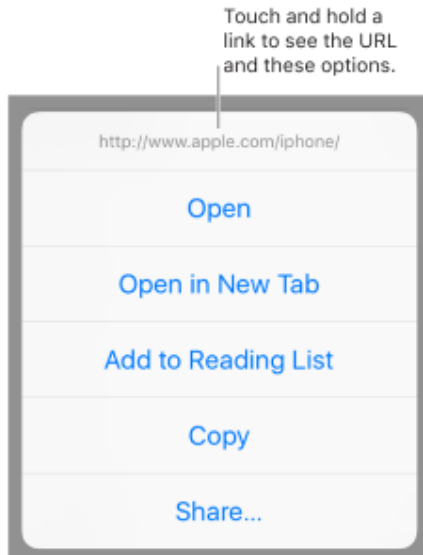 Touch and hold a
link to see the URL
and these options.
http://www.apple.com/iphone/
Open
Open in New Tab
Add to Reading List
Copy
Share...